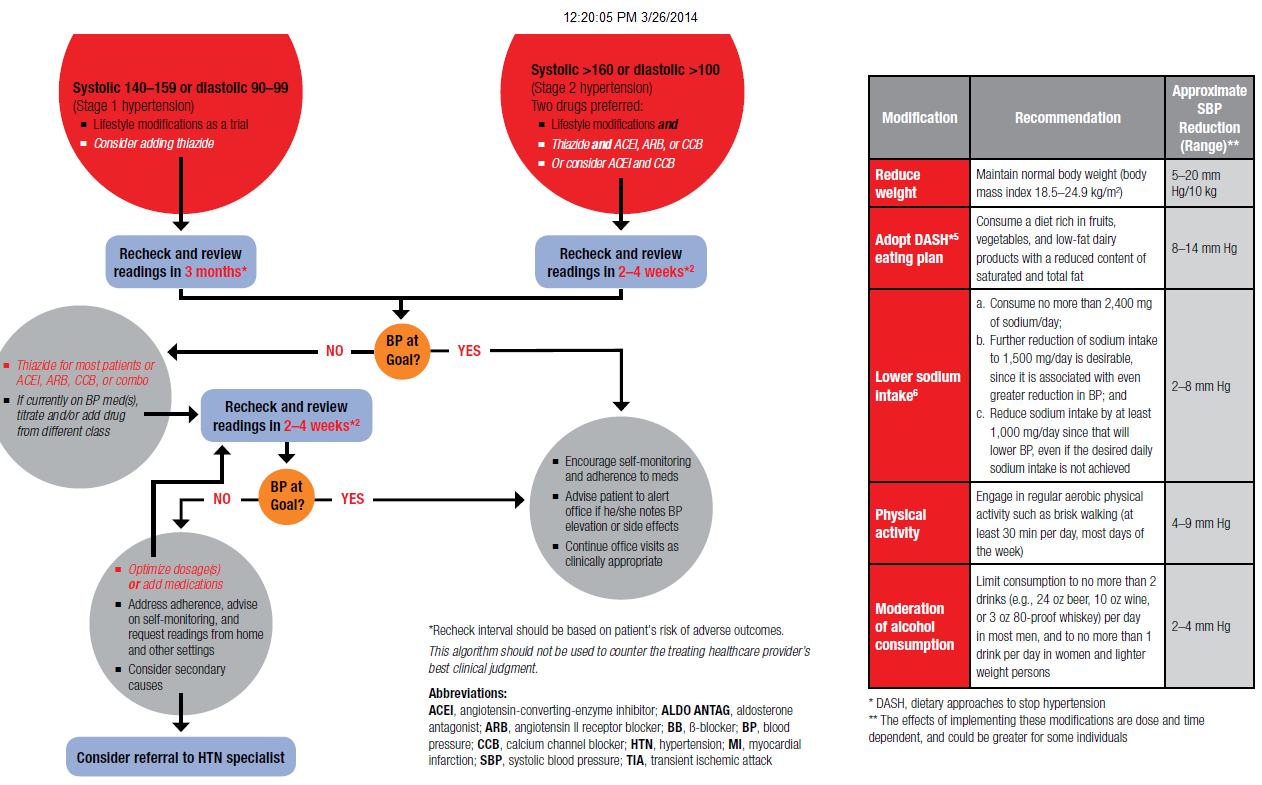 12:20:05 PM 3/26/2014
Systolic 140–159 or diastolic 90–99
(Stage 1 hypertension)
■ Lifestyle modifications as a trial
■ Consider adding thiazide
Systolic >160 or diastolic >100
(Stage 2 hypertension)
Two drugs preferred:
■ Lifestyle modifications and
■ Thiazide and ACEI, ARB, or CCB
■ Or consider ACEI and CCB
Recheck and review
readings in 3 months*
Recheck and review
readings in 2–4 weeks*2
BP at
Goal?
NO
YES
■ Thiazide for most patients or
ACEI, ARB, CCB, or combo
■ If currently on BP med(s),
titrate and/or add drug
from different class
Recheck and review
readings in 2–4 weeks*2
BP at
Goal?
NO
YES
■ Encourage self-monitoring
and adherence to meds
■ Advise patient to alert
office if he/she notes BP
elevation or side effects
■ Continue office visits as
clinically appropriate
■ Optimize dosage(s)
or add medications
■ Address adherence, advise
on self-monitoring, and
request readings from home
and other settings
■ Consider secondary
causes
Consider referral to HTN specialist
*Recheck interval should be based on patient's risk of adverse outcomes.
This algorithm should not be used to counter the treating healthcare provider's
best clinical judgment.
Abbreviations:
ACEI, angiotensin-converting-enzyme inhibitor; ALDO ANTAG, aldosterone
antagonist; ARB, angiotensin II receptor blocker; BB, ß-blocker; BP, blood
pressure; CCB, calcium channel blocker; HTN, hypertension; MI, myocardial
infarction; SBP, systolic blood pressure; TIA, transient ischemic attack
Modification
Recommendation
Approximate
SBP
Reduction
(Range)**
Reduce
weight
Maintain normal body weight (body
mass index 18.5–24.9 kg/m²)
5–20 mm
Hg/10 kg
Adopt DASH*5
eating plan
Consume a diet rich in fruits,
vegetables, and low-fat dairy
products with a reduced content of
saturated and total fat
8–14 mm Hg
Lower sodium
intake6
a. Consume no more than 2,400 mg
of sodium/day;
b. Further reduction of sodium intake
to 1,500 mg/day is desirable,
since it is associated with even
greater reduction in BP; and
c. Reduce sodium intake by at least
1,000 mg/day since that will
lower BP, even if the desired daily
sodium intake is not achieved
2–8 mm Hg
Physical
activity
Engage in regular aerobic physical
activity such as brisk walking (at
least 30 min per day, most days of
the week)
4–9 mm Hg
Moderation
of alcohol
consumption
Limit consumption to no more than 2
drinks (e.g., 24 oz beer, 10 oz wine,
or 3 oz 80-proof whiskey) per day
in most men, and to no more than 1
drink per day in women and lighter
weight persons
2–4 mm Hg
* DASH, dietary approaches to stop hypertension
** The effects of implementing these modifications are dose and time
dependent, and could be greater for some individuals